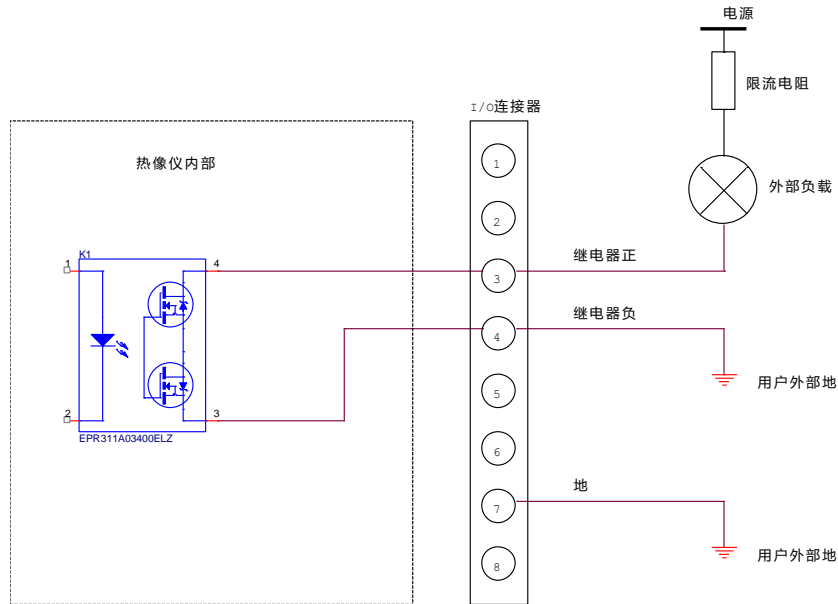 电源
限流电阻
I/O连接器
热像仪内部
1
外部负载
2
K1
1
4
继电器正
3
继电器负
4
用户外部地
5
2
3
EPR311A03400ELZ
6
地
7
用户外部地
8